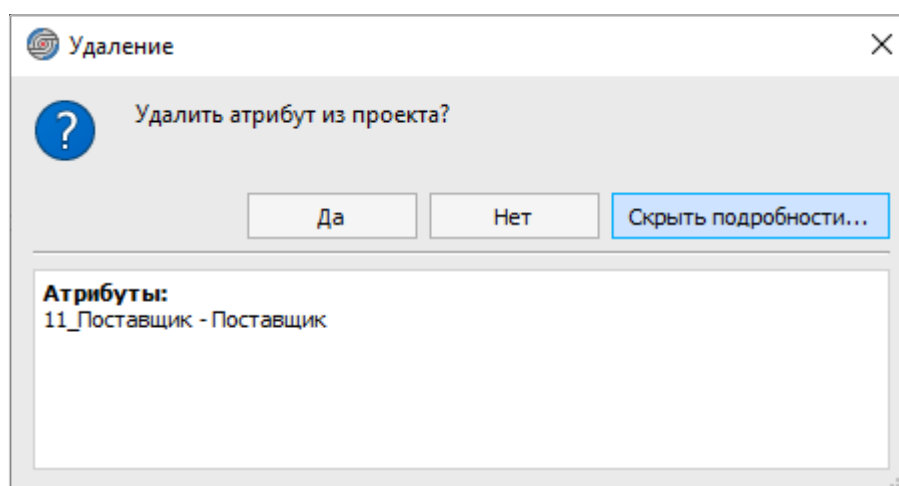 Удаление
Удалить атрибут из проекта?
Да
Нет
Скрыть подробности...
Атрибуты:
11_Поставщик - Поставщик